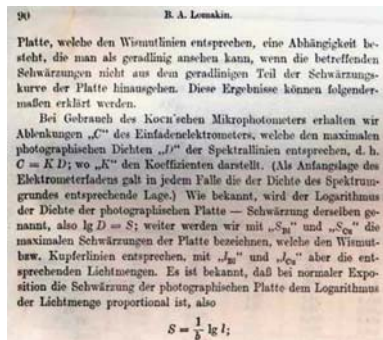 90 B. A. Lomakin.
Platte, welche den Wismutlinien entsprechen, eine Abhängigkeit be-
steht, die man als geradlinig ansehen kann, wenn die betreffenden
Schwärzungen nicht aus dem geradlinigen Teil der Schwärzungs-
kurve der Platte hinausgehen. Diese Ergebnisse können folgender-
maßen erklärt werden.
Bei Gebrauch des Koch'schen Mikrophotometers erhalten wir
Ablenkungen „C" des Einfadenelektrometers, welche den maximalen
photographischen Dichten „D" der Spektrallinien entsprechen, d. h.
C = K D; wo „K" den Koeffizienten darstellt. (Als Anfangslage des
Elektrometerfadens galt in jedem Falle die der Dichte des Spektrum-
grundes entsprechende Lage.) Wie bekannt, wird der Logarithmus
der Dichte der photographischen Platte — Schwärzung derselben ge-
nannt, also lg D = S; weiter werden wir mit „S_Bi" und „S_Cu" die
maximalen Schwärzungen der Platte bezeichnen, welche den Wismut-
bzw. Kupferlinien entsprechen, mit „J_Bi" und „J_Cu" aber die ent-
sprechenden Lichtmengen. Es ist bekannt, daß bei normaler Expo-
sition die Schwärzung der photographischen Platte dem Logarithmus
der Lichtmenge proportional ist, also
S = 1/b lg l;